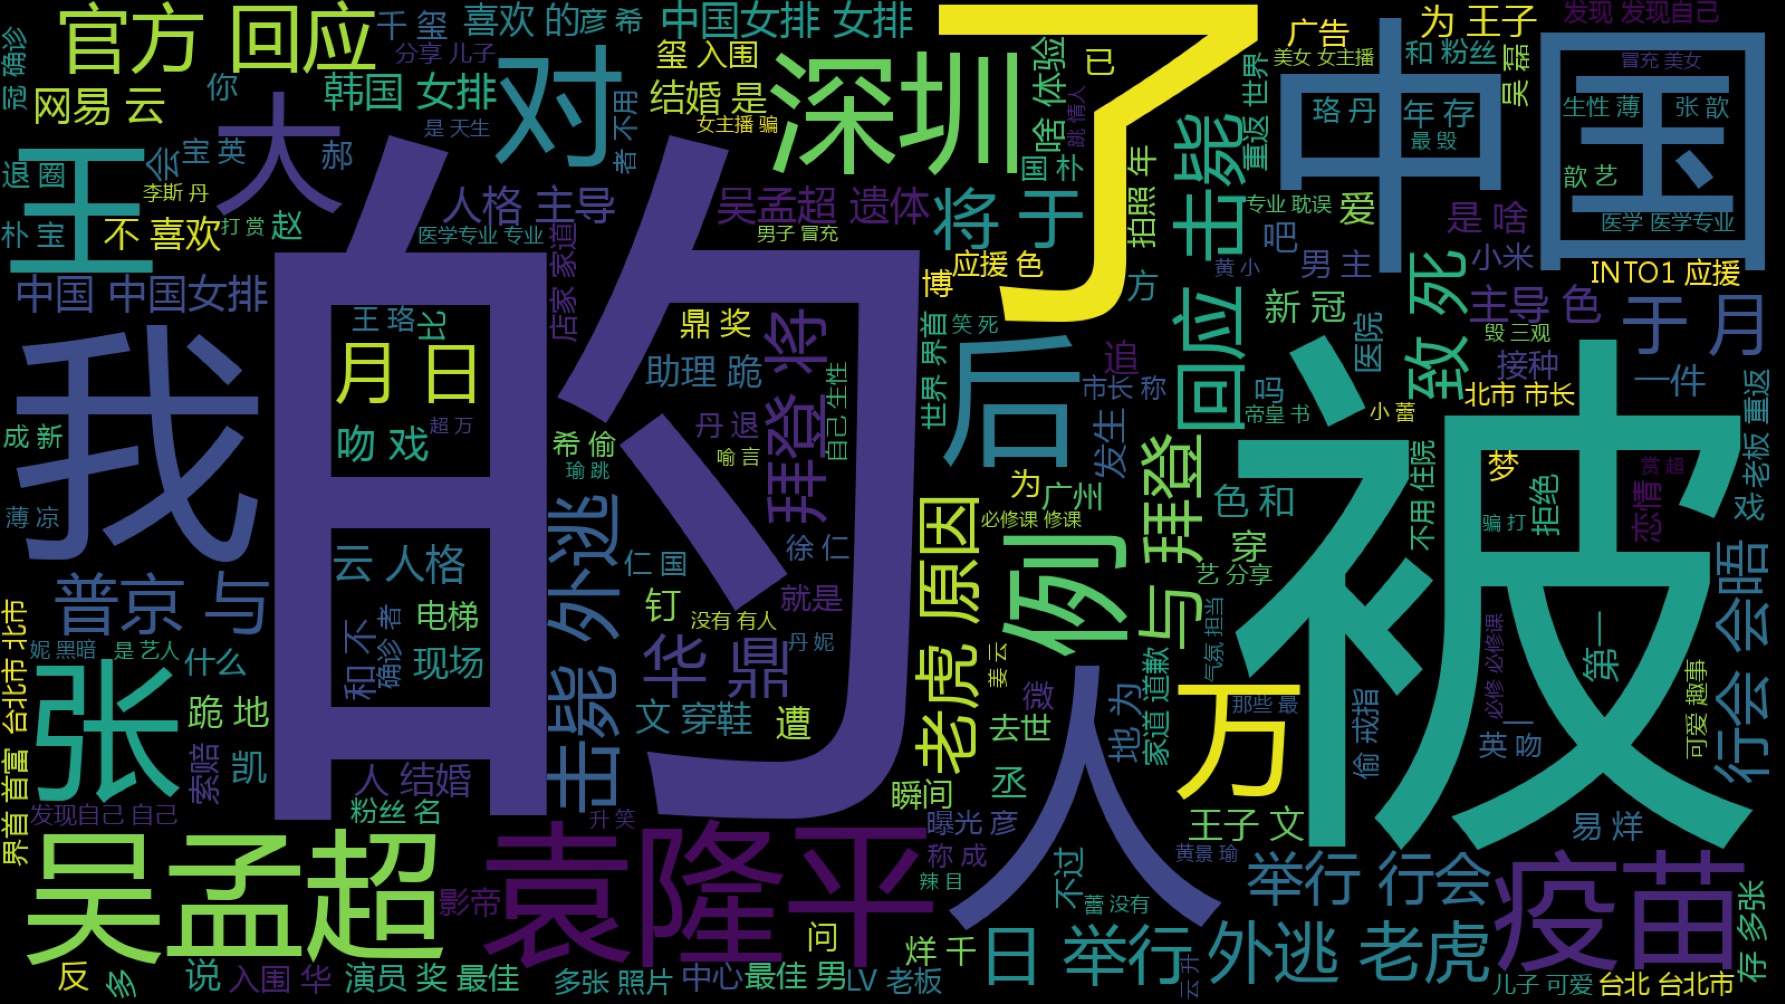 官方 回应
千 玺
喜欢 的
彦 希
中国女排 女排
了
广告
为 王子
发现 发现自己
冠 确诊
网易 云
你
分享 儿子
韩国 女排
是 天生
对
者 不用
玺 入围
结婚 是
女主播 骗
深圳
啥 体验
跳 情人
已
世界
重返
美女 女主播
和 粉丝
吴 磊
中国
冒充 美女
生性 薄
张 歆
珞 丹
年 存
最 毁
歆 艺
医学 医学专业
退 圈
王
会
宝 英
李斯 丹
大
郝
朴 宝
不 喜欢
打 赏
赵
人格 主导
医学专业 专业
店家 家道
吴孟超 遗体
男子 冒充
国 朴
将 于
拍照 年
击毙
专业 耽误
爱
吧
黄 小
男 主
是 啥
小米
应援 色
博
方
INTO1 应援
中国 中国女排
我
的
王 珞
比
月 日
吻 戏
超 万
鼎 奖
助理 跪
丹 退
喻 言
拜登 将
自己 生性
世界 界首
笑 死
后
追
市长 称
发生
回应
新 冠
医院
吗
帝皇 书
小 蕾
致 死
主导 色
毁 三观
接种
北市 市长
于 月
一件
成 新
薄 凉
希 偷
瑜 跳
为
广州
必修课 修课
拜登
与
色 和
不用 住院
梦
骗 打
拒绝
赏 超
恋情
戏
老板 重返
被
普京 与
云 人格
和 不
确诊 者
电梯
现场
击毙 外逃
仁 国
徐 仁
钉
没有 有人
就是
丹 妮
华 鼎
文 穿鞋
遭
老虎 原因
例
穿
艺 分享
气氛 担当
家道 道歉
姜 云
微
去世
地 为
第一
必修 必修课
行会 会晤
可爱 趣事
台北市 北市
妮 黑暗
是 艺人
什么
张
跪 地
索赔
凯
人 结婚
粉丝 名
发现自己 自己
界首 首富
升 笑
瞬间
丞
人
万
那些 最
偷 戒指
英 吻
一
王子 文
易 烊
吴孟超
影帝
袁隆平
曝光 彦
称 成
辣 目
不过
蕾 没有
黄景 瑜
举行 行会
疫苗
存 多张
反
多
说
入围 华
演员 奖
最佳
多张 照片
中心
问
最佳 男
LV 老板
烊 千
日 举行
云 升
外逃 老虎
儿子 可爱
台北 台北市